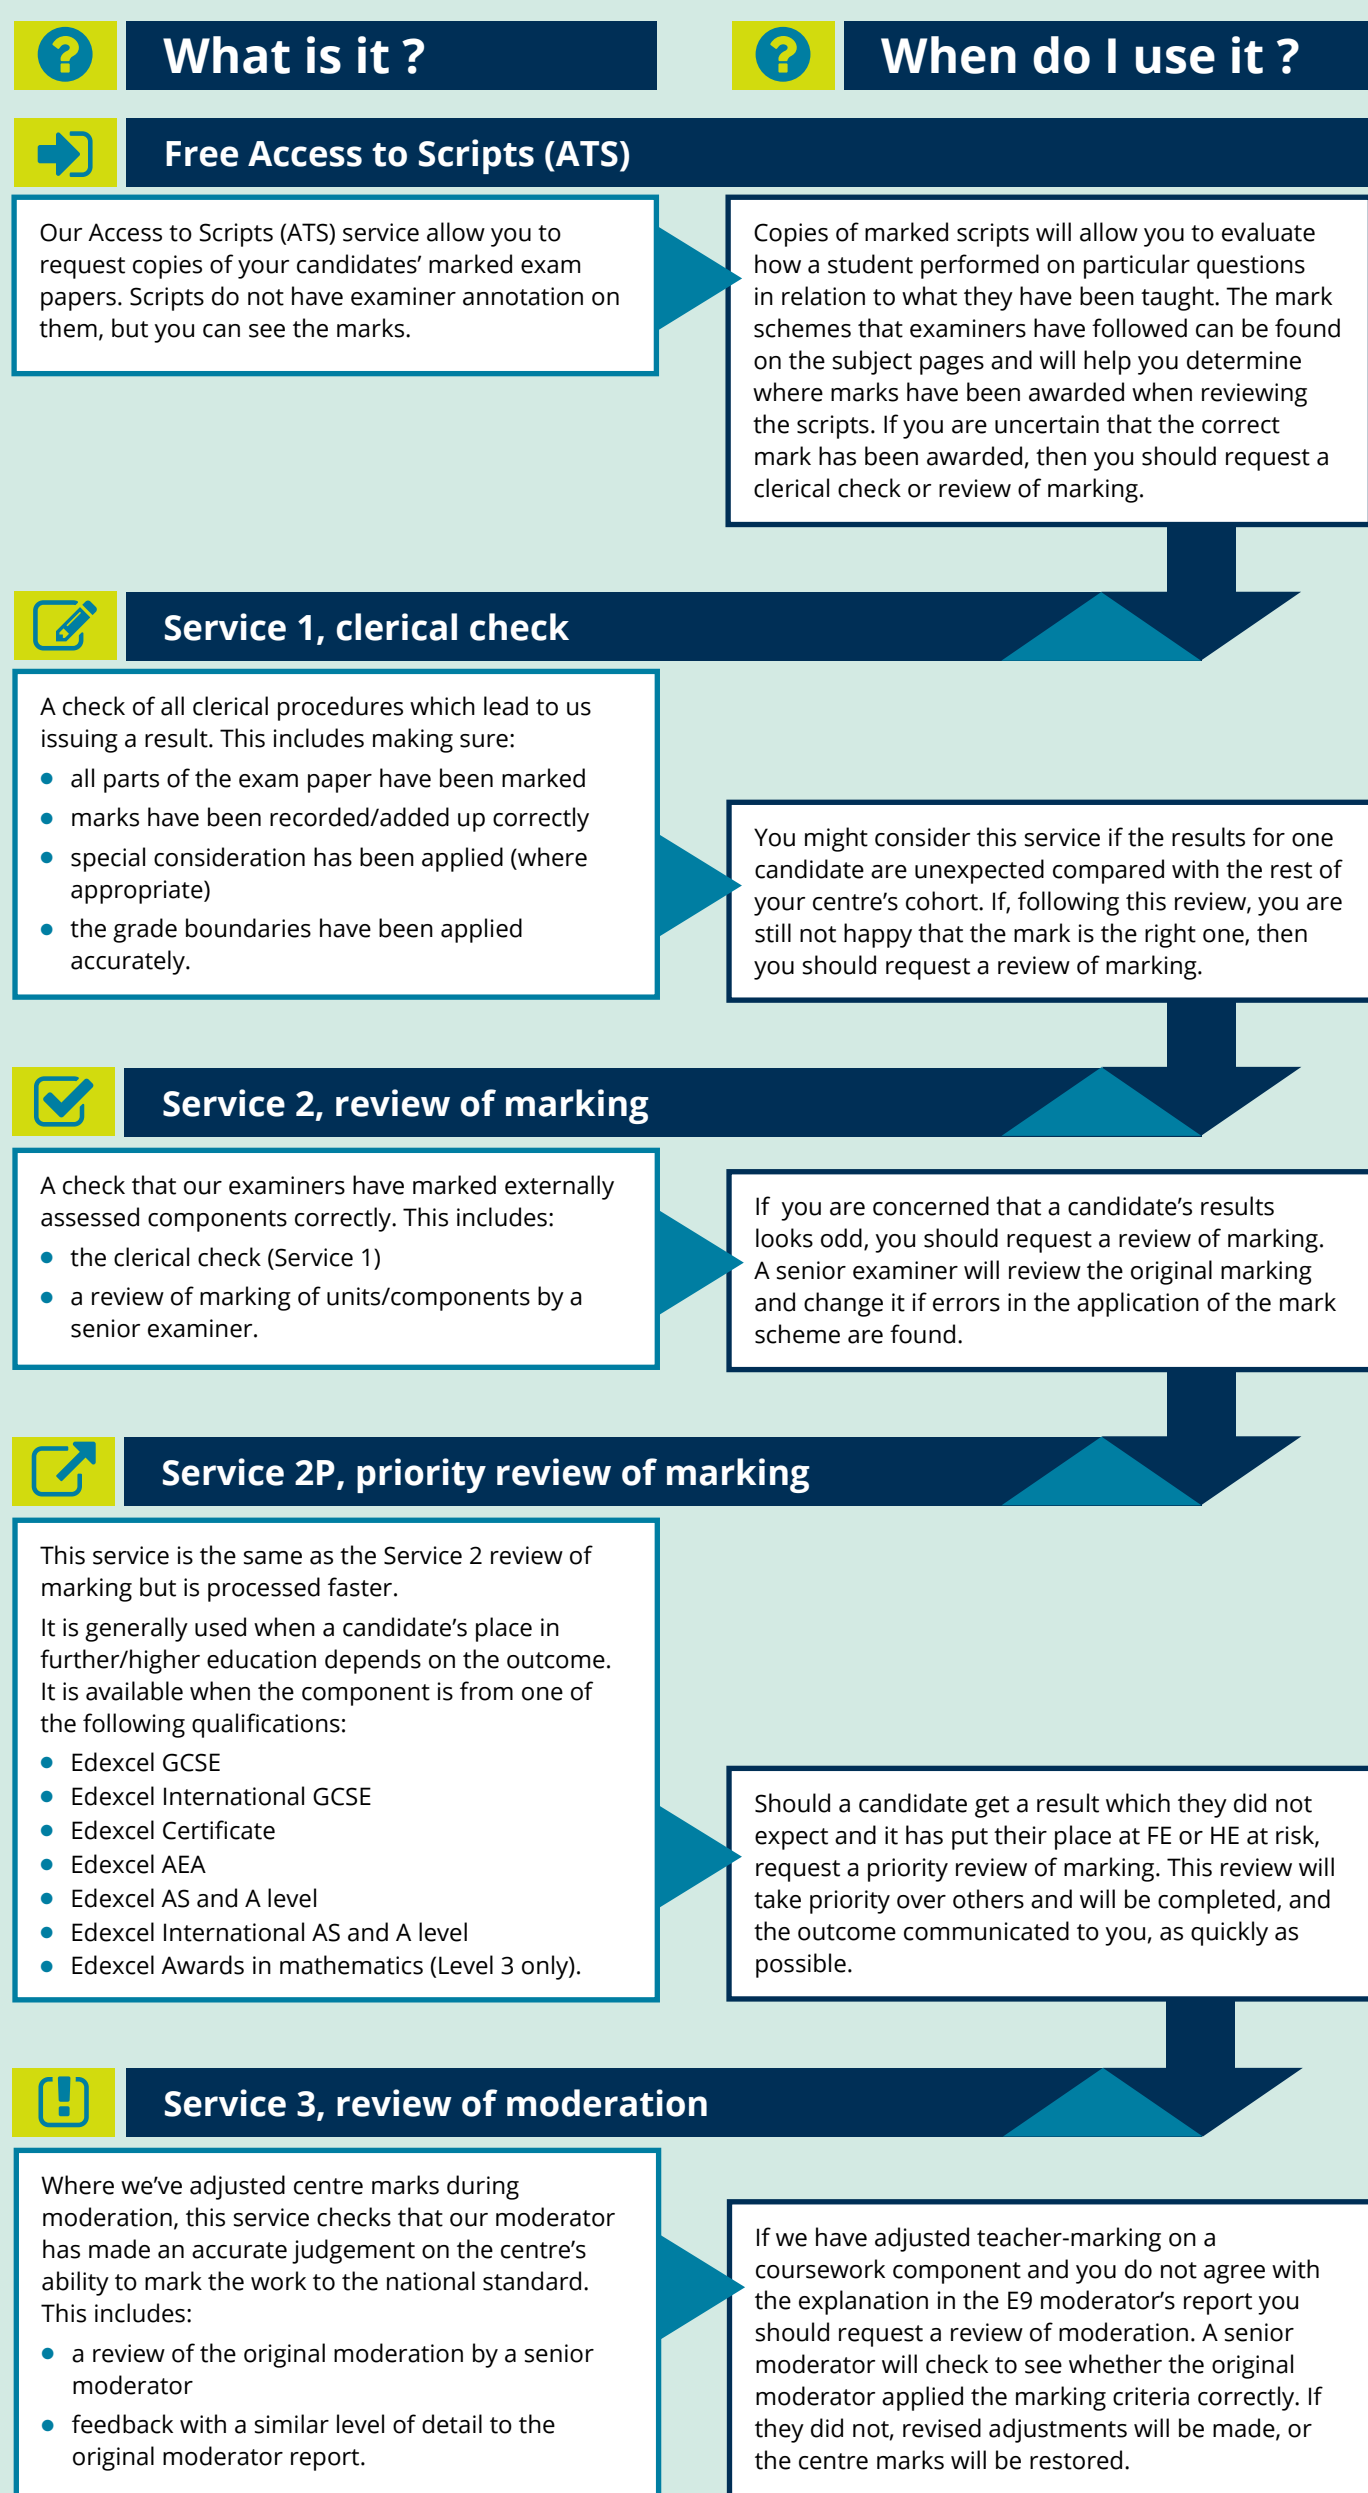 What is it ?
When do I use it ?
Free Access to Scripts (ATS)
Our Access to Scripts (ATS) service allow you to
request copies of your candidates’ marked exam
papers. Scripts do not have examiner annotation on
them, but you can see the marks.
Copies of marked scripts will allow you to evaluate
how a student performed on particular questions
in relation to what they have been taught. The mark
schemes that examiners have followed can be found
on the subject pages and will help you determine
where marks have been awarded when reviewing
the scripts. If you are uncertain that the correct
mark has been awarded, then you should request a
clerical check or review of marking.
Service 1, clerical check
A check of all clerical procedures which lead to us
issuing a result. This includes making sure:
• all parts of the exam paper have been marked
• marks have been recorded/added up correctly
• special consideration has been applied (where
appropriate)
• the grade boundaries have been applied
accurately.
You might consider this service if the results for one
candidate are unexpected compared with the rest of
your centre’s cohort. If, following this review, you are
still not happy that the mark is the right one, then
you should request a review of marking.
Service 2, review of marking
A check that our examiners have marked externally
assessed components correctly. This includes:
• the clerical check (Service 1)
• a review of marking of units/components by a
senior examiner.
If  you are concerned that a candidate’s results
looks odd, you should request a review of marking.
A senior examiner will review the original marking
and change it if errors in the application of the mark
scheme are found.
Service 2P, priority review of marking
This service is the same as the Service 2 review of
marking but is processed faster.
It is generally used when a candidate’s place in
further/higher education depends on the outcome.
It is available when the component is from one of
the following qualifications:
• Edexcel GCSE
• Edexcel International GCSE
• Edexcel Certificate
• Edexcel AEA
• Edexcel AS and A level
• Edexcel International AS and A level
• Edexcel Awards in mathematics (Level 3 only).
Should a candidate get a result which they did not
expect and it has put their place at FE or HE at risk,
request a priority review of marking. This review will
take priority over others and will be completed, and
the outcome communicated to you, as quickly as
possible.
Service 3, review of moderation
Where we’ve adjusted centre marks during
moderation, this service checks that our moderator
has made an accurate judgement on the centre’s
ability to mark the work to the national standard.
This includes:
• a review of the original moderation by a senior
moderator
• feedback with a similar level of detail to the
original moderator report.
If we have adjusted teacher-marking on a
coursework component and you do not agree with
the explanation in the E9 moderator’s report you
should request a review of moderation. A senior
moderator will check to see whether the original
moderator applied the marking criteria correctly. If
they did not, revised adjustments will be made, or
the centre marks will be restored.